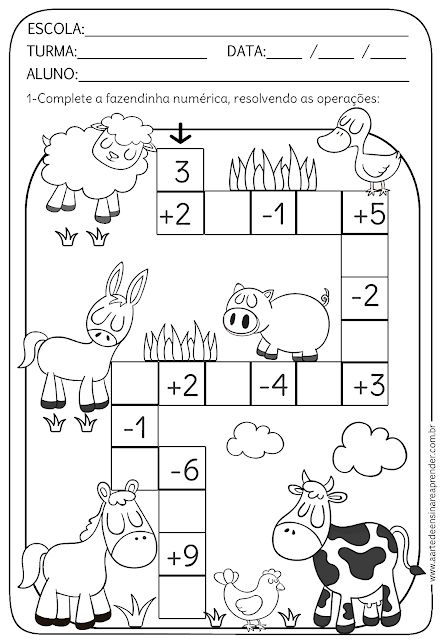 ESCOLA:
TURMA: DATA: / /
ALUNO:
1-Complete a fazendinha numérica, resolvendo as operações:
3
+2 -1 +5
-2
+2 -4 +3
-1
-6
+9
www.aartedeensinareaprender.com.br